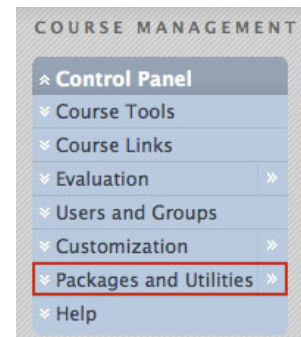 COURSE MANAGEMENT
Control Panel
Course Tools
Course Links
Evaluation
Users and Groups
Customization
Packages and Utilities
Help